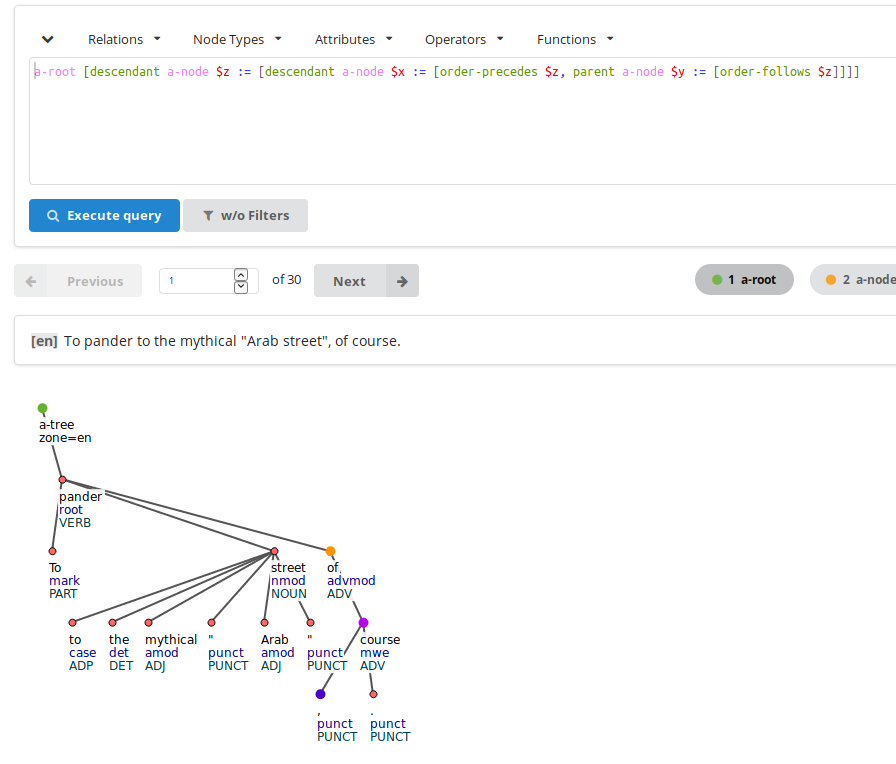 Relations Node Types Attributes Operators Functions
a-root [descendant a-node $z := [descendant a-node $x := [order-precedes $z, parent a-node $y := [order-follows $z]]]]
Execute query w/o Filters
Previous 1 of 30 Next 1 a-root 2 a-node
[en] To pander to the mythical "Arab street", of course.
a-tree
zone=en
pander
root
VERB
To
mark
PART
street
nmod
NOUN
of
advmod
ADV
to
case
ADP
the
det
DET
mythical
amod
ADJ
"
punct
PUNCT
Arab
amod
ADJ
"
punct
PUNCT
course
mwe
ADV
,
punct
PUNCT
.
punct
PUNCT